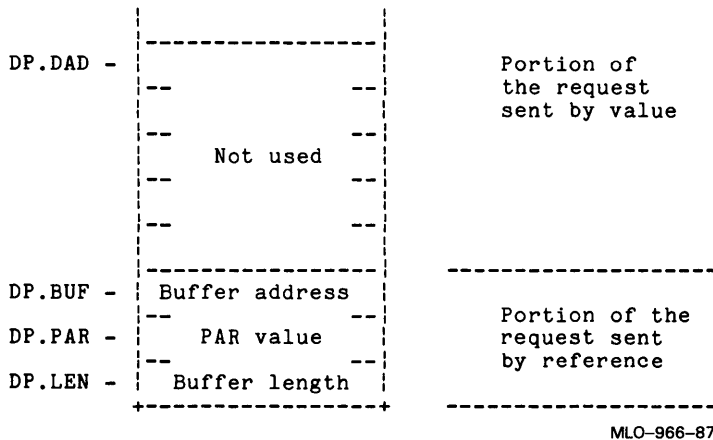 DP.DAD -
Portion of
the request
sent by value
Not used
DP.BUF - Buffer address
DP.PAR - PAR value
DP.LEN - Buffer length
Portion of the
request sent
by reference
MLO-966-87